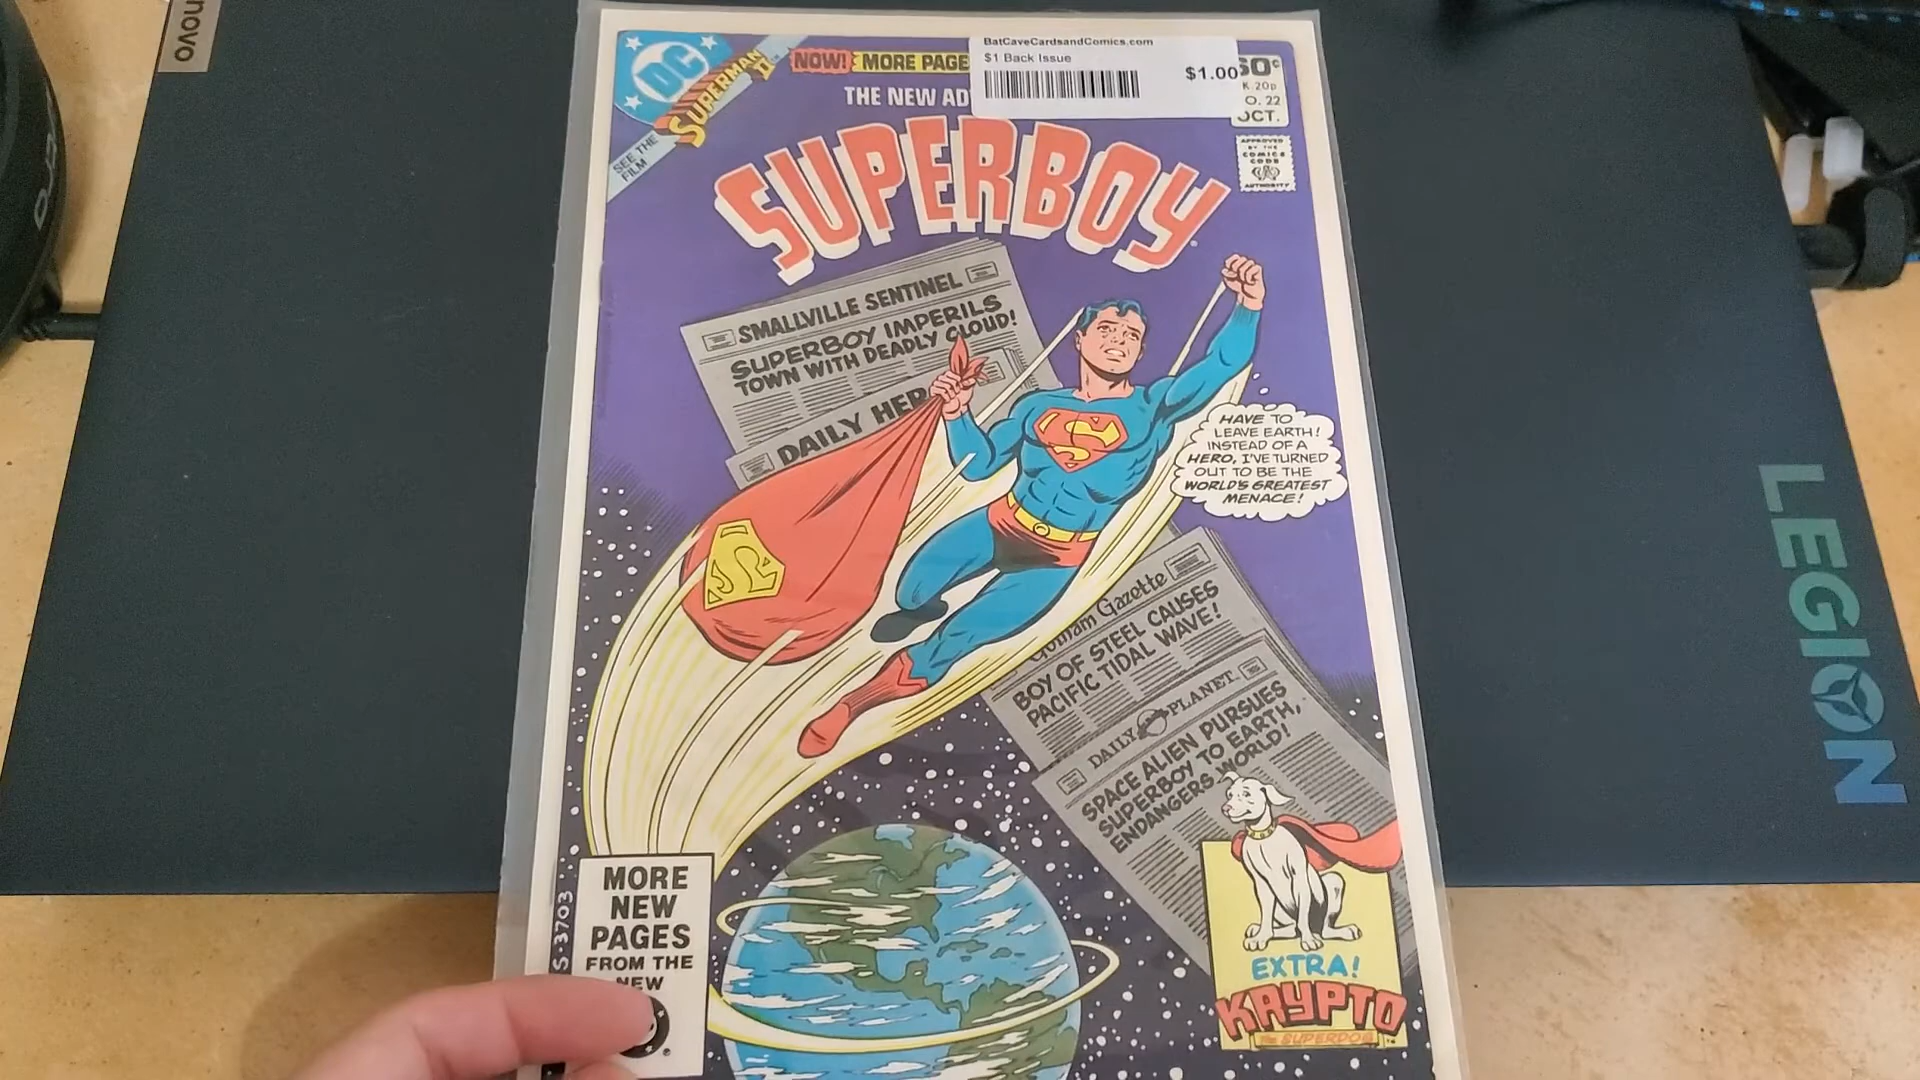 novo
BatCaveCardsandComics.com
$1 Back Issue
$1.00
DC
SEE THE
FILM
SUPERMAN
II
NOW! MORE PAGE
THE NEW
K. 20p
O. 22
OCT.
APPROVED
BY THE
COMICS
CODE
AUTHORITY
SUPERBOY
SMALLVILLE SENTINEL
SUPERBOY IMPERILS
TOWN WITH DEADLY CLOUD!
DAILY HER
HAVE TO
LEAVE EARTH!
INSTEAD OF A
HERO, I'VE TURNED
OUT TO BE THE
WORLD'S GREATEST
MENACE!
Gotham Gazette
BOY OF STEEL CAUSES
PACIFIC TIDAL WAVE!
DAILY PLANET
SPACE ALIEN PURSUES
SUPERBOY TO EARTH,
ENDANGERS WORLD!
LEGION
MORE
NEW
PAGES
FROM THE
NEW
S-3703
EXTRA!
KRYPTO
THE SUPERDOG